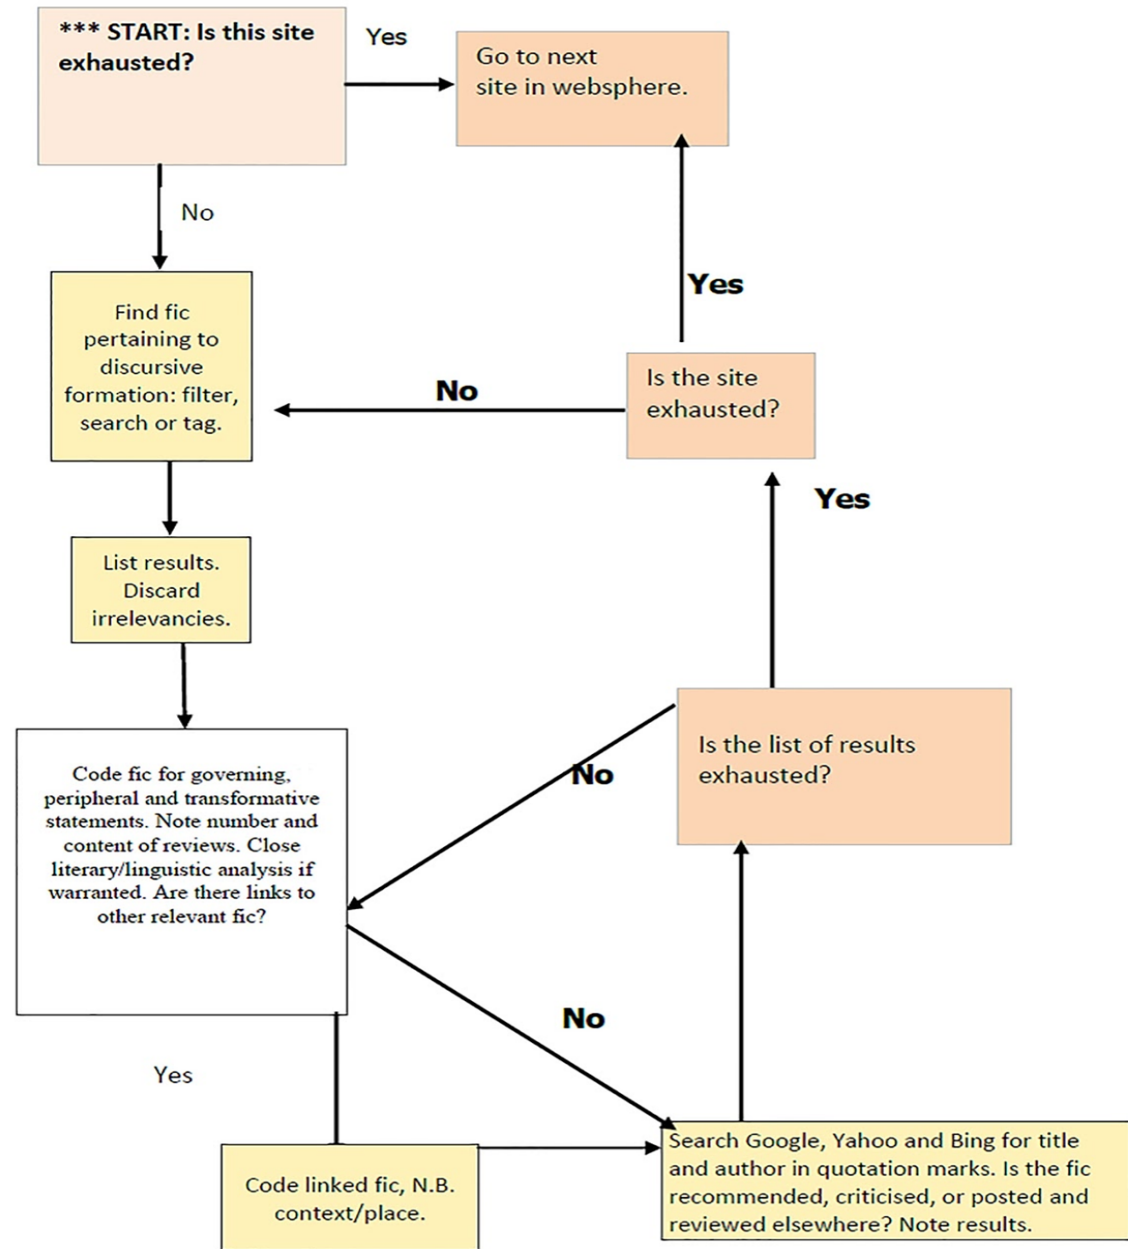 *** START: Is this site
exhausted?
Yes
Go to next
site in websphere.
No
Find fic
pertaining to
discursive
formation: filter,
search or tag.
No
Yes
Is the site
exhausted?
Yes
List results.
Discard
irrelevancies.
Code fic for governing,
peripheral and transformative
statements. Note number and
content of reviews. Close
literary/linguistic analysis if
warranted. Are there links to
other relevant fic?
No
Is the list of results
exhausted?
No
Yes
Code linked fic, N.B.
context/place.
Search Google, Yahoo and Bing for title
and author in quotation marks. Is the fic
recommended, criticised, or posted and
reviewed elsewhere? Note results.